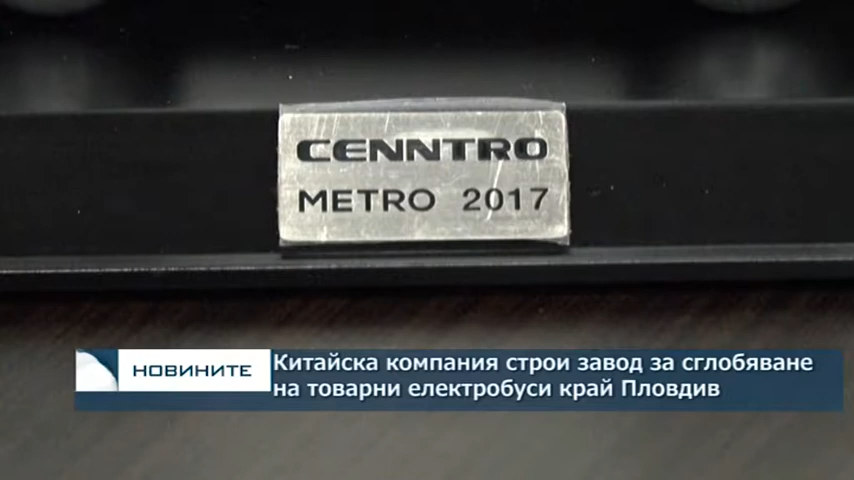 CENNTRO
METRO 2017
НОВИНИТЕ
Китайска компания строи завод за сглобяване
на товарни електробуси край Пловдив